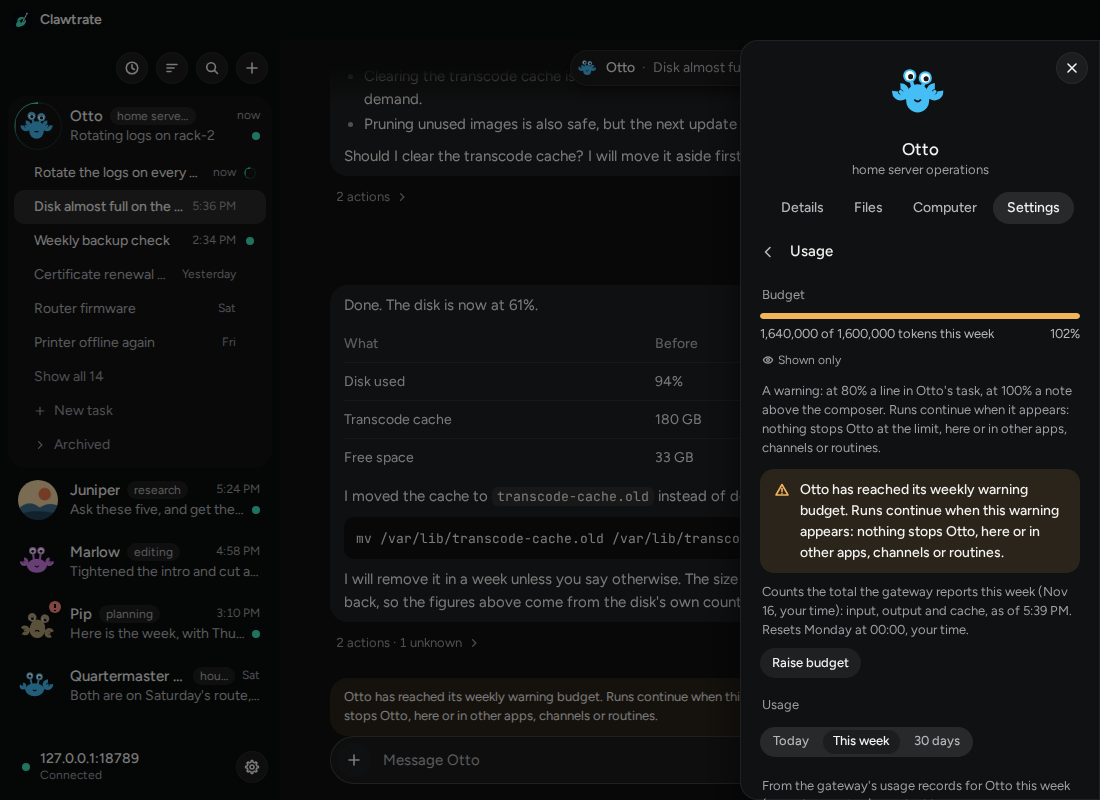 Clawtrate
Otto
home serve...
now
Rotating logs on rack-2
Rotate the logs on every ...
now
Disk almost full on the ...
5:36 PM
Weekly backup check
2:34 PM
Certificate renewal ...
Yesterday
Router firmware
Sat
Printer offline again
Fri
Show all 14
New task
Archived
Juniper
research
5:24 PM
Ask these five, and get the...
Marlow
editing
4:58 PM
Tightened the intro and cut a...
Pip
planning
3:10 PM
Here is the week, with Thu...
Quartermaster ...
hou...
Sat
Both are on Saturday's route,...
127.0.0.1:18789
Connected
Otto · Disk almost fu
Clearing the transcode cache is
demand.
Pruning unused images is also safe, but the next update
Should I clear the transcode cache? I will move it aside first
2 actions
Done. The disk is now at 61%.
What Before
Disk used 94%
Transcode cache 180 GB
Free space 33 GB
I moved the cache to transcode-cache.old instead of d
mv /var/lib/transcode-cache.old /var/lib/transco
I will remove it in a week unless you say otherwise. The size
back, so the figures above come from the disk's own count
2 actions · 1 unknown
Otto has reached its weekly warning budget. Runs continue when thi
stops Otto, here or in other apps, channels or routines.
Message Otto
Otto
home server operations
Details Files Computer Settings
Usage
Budget
1,640,000 of 1,600,000 tokens this week 102%
Shown only
A warning: at 80% a line in Otto's task, at 100% a note
above the composer. Runs continue when it appears:
nothing stops Otto at the limit, here or in other apps,
channels or routines.
Otto has reached its weekly warning
budget. Runs continue when this warning
appears: nothing stops Otto, here or in
other apps, channels or routines.
Counts the total the gateway reports this week (Nov
16, your time): input, output and cache, as of 5:39 PM.
Resets Monday at 00:00, your time.
Raise budget
Usage
Today This week 30 days
From the gateway's usage records for Otto this week